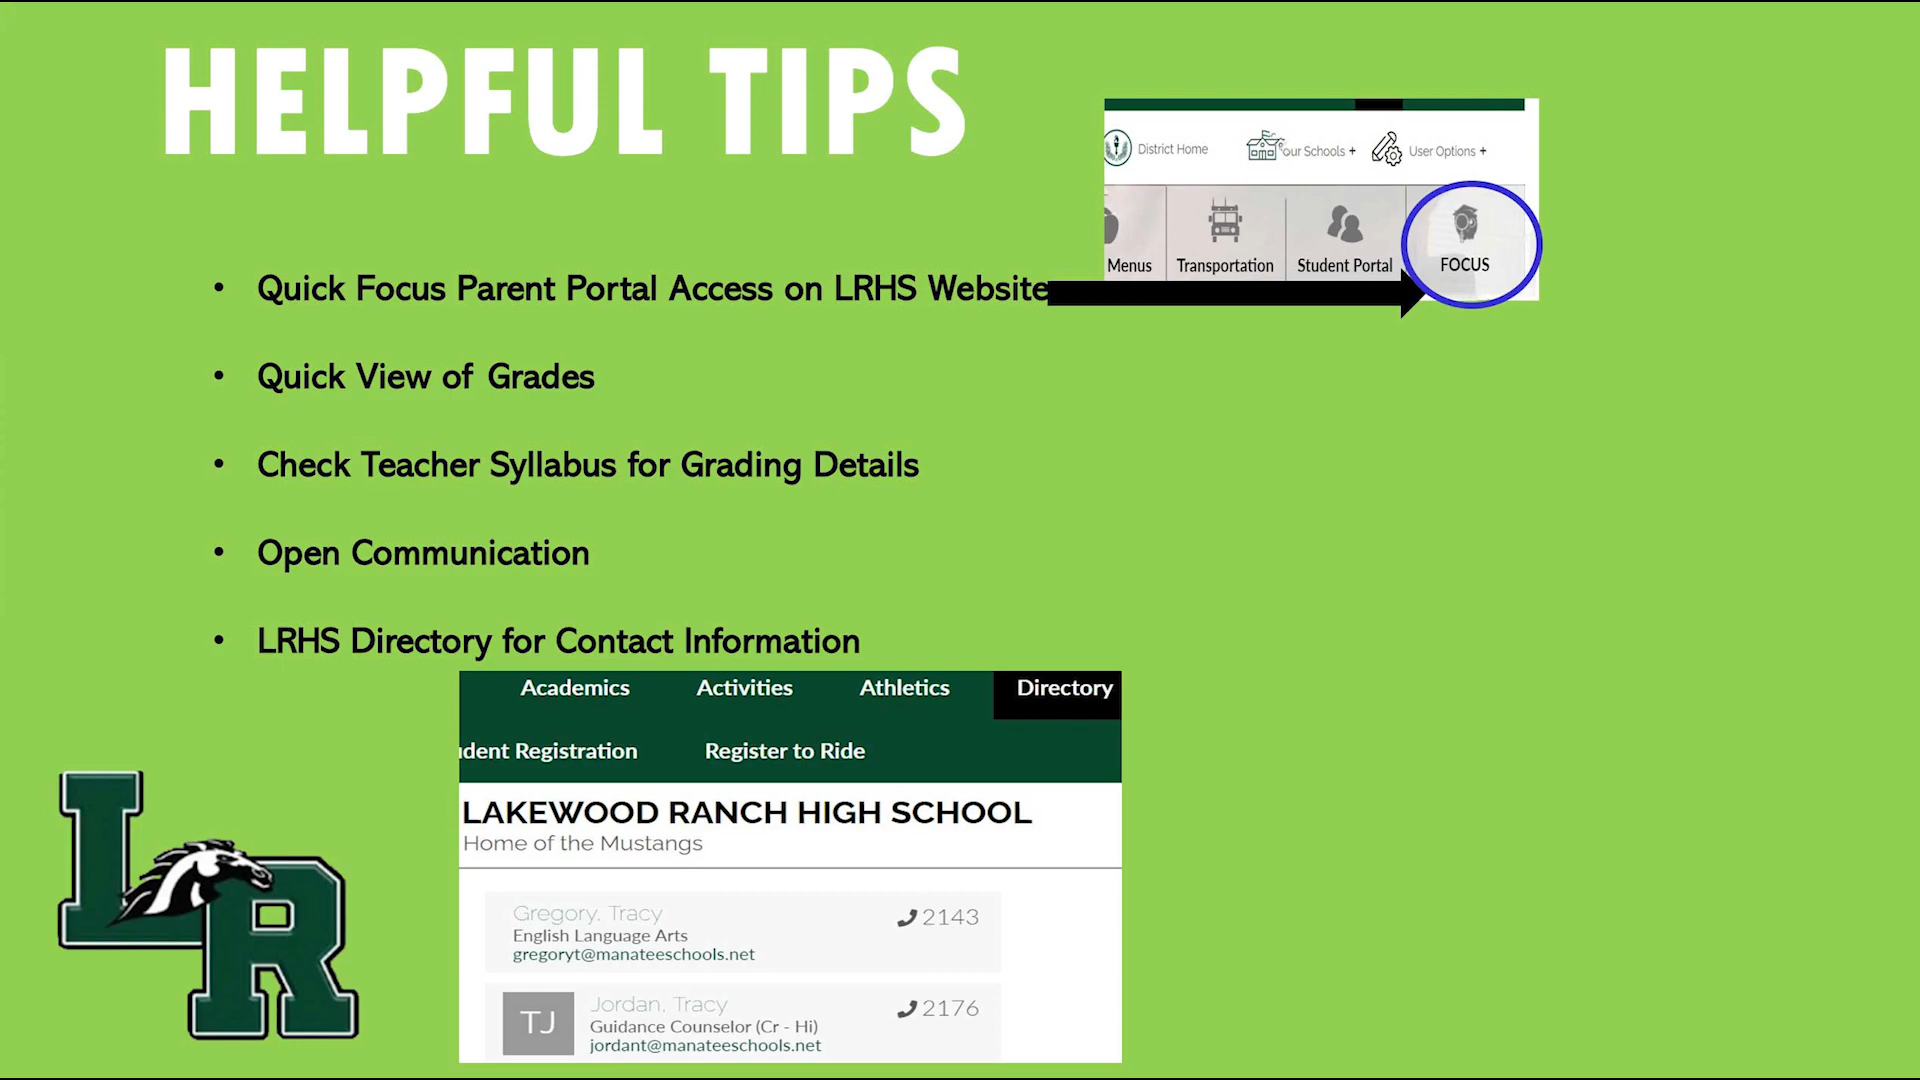 HELPFUL TIPS
District Home
our Schools +
User Options +
Menus
Transportation
Student Portal
FOCUS
• Quick Focus Parent Portal Access on LRHS Website
• Quick View of Grades
• Check Teacher Syllabus for Grading Details
• Open Communication
• LRHS Directory for Contact Information
Academics Activities Athletics Directory
dent Registration Register to Ride
LAKEWOOD RANCH HIGH SCHOOL
Home of the Mustangs
Gregory, Tracy 2143
English Language Arts
gregoryt@manateeschools.net
TJ
Jordan, Tracy 2176
Guidance Counselor (Cr - Hi)
jordant@manateeschools.net
LR